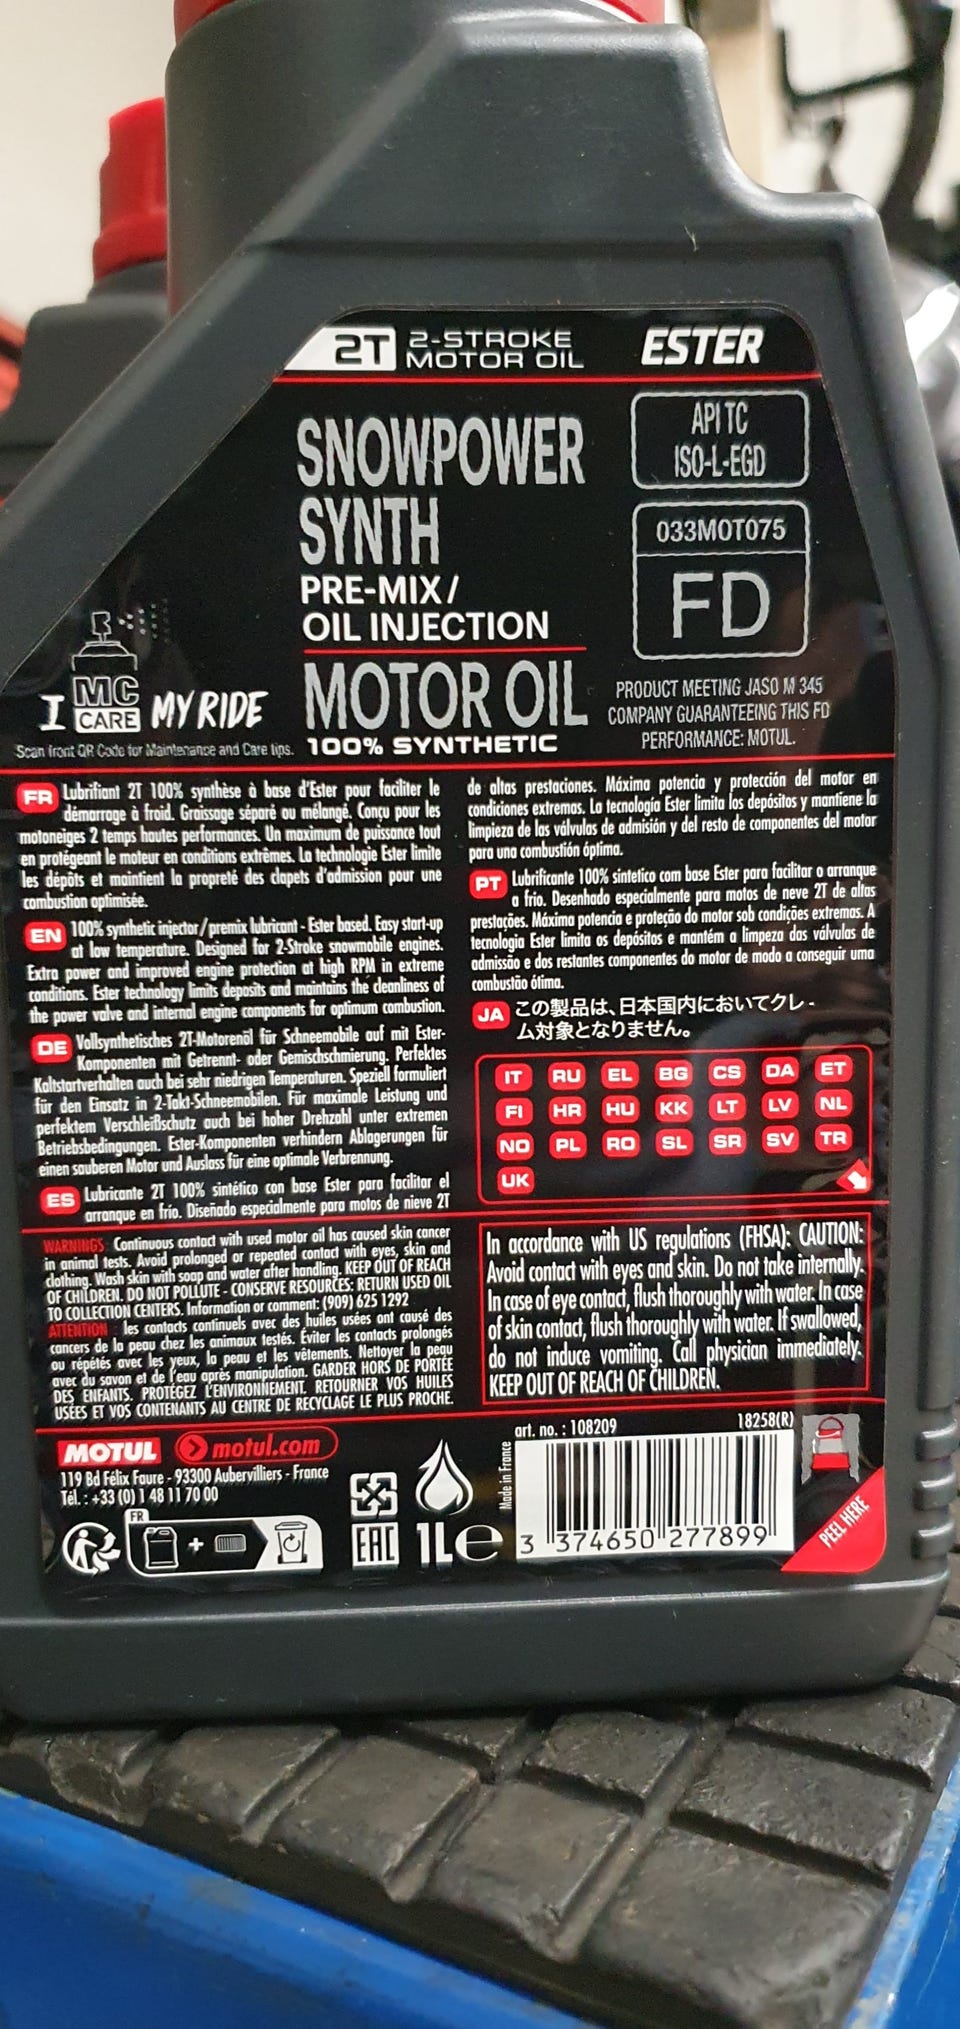 2T 2-STROKE MOTOR OIL
ESTER
SNOWPOWER
SYNTH
PRE-MIX/
OIL INJECTION
MOTOR OIL
100% SYNTHETIC
API TC
ISO-L-EGD
033MOT075
FD
PRODUCT MEETING JASO M 345
COMPANY GUARANTEEING THIS FD
PERFORMANCE: MOTUL.
I MC CARE MY RIDE
Scan front QR Code for Maintenance and Care tips.
FR Lubrifiant 2T 100% synthèse à base d'Ester pour faciliter le
démarrage à froid. Graissage séparé ou mélangé. Conçu pour les
motoneiges 2 temps hautes performances. Un maximum de puissance tout
en protégeant le moteur en conditions extrêmes. La technologie Ester limite
les dépôts et maintient la propreté des clapets d'admission pour une
combustion optimisée.
EN 100% synthetic injector/premix lubricant - Ester based. Easy start-up
at low temperature. Designed for 2-Stroke snowmobile engines.
Extra power and improved engine protection at high RPM in extreme
conditions. Ester technology limits deposits and maintains the cleanliness of
the power valve and internal engine components for optimum combustion.
DE Vollsynthetisches 2T-Motorenöl für Schneemobile auf mit Ester-
Komponenten mit Getrennt- oder Gemischschmierung. Perfektes
Kaltstartverhalten auch bei sehr niedrigen Temperaturen. Speziell formuliert
für den Einsatz in 2-Takt-Schneemobilen. Für maximale Leistung und
perfektem Verschleißschutz auch bei hoher Drehzahl unter extremen
Betriebsbedingungen. Ester-Komponenten verhindern Ablagerungen für
einen sauberen Motor und Auslass für eine optimale Verbrennung.
ES Lubricante 2T 100% sintético con base Ester para facilitar el
arranque en frío. Diseñado especialmente para motos de nieve 2T
de altas prestaciones. Máxima potencia y protección del motor en
condiciones extremas. La tecnología Ester limita los depósitos y mantiene la
limpieza de las válvulas de admisión y del resto de componentes del motor
para una combustión óptima.
PT Lubrificante 100% sintetico com base Ester para facilitar o arranque
a frio. Desenhado especialmente para motos de neve 2T de altas
prestações. Máxima potencia e proteção do motor sob condições extremas. A
tecnologia Ester limita os depósitos e mantém a limpeza das válvulas de
admissão e dos restantes componentes do motor de modo a conseguir uma
combustão ótima.
JA この製品は、日本国内においてクレ-
ム対象となりません。
IT RU EL BG CS DA ET
FI HR HU KK LT LV NL
NO PL RO SL SR SV TR
UK
WARNINGS: Continuous contact with used motor oil has caused skin cancer
in animal tests. Avoid prolonged or repeated contact with eyes, skin and
clothing. Wash skin with soap and water after handling. KEEP OUT OF REACH
OF CHILDREN. DO NOT POLLUTE - CONSERVE RESOURCES: RETURN USED OIL
TO COLLECTION CENTERS. Information or comment: (909) 625 1292
ATTENTION : les contacts continuels avec des huiles usées ont causé des
cancers de la peau chez les animaux testés. Éviter les contacts prolongés
ou répétés avec les yeux, la peau et les vêtements. Nettoyer la peau
avec du savon et de l'eau après manipulation. GARDER HORS DE PORTÉE
DES ENFANTS. PROTÉGEZ L'ENVIRONNEMENT. RETOURNER VOS HUILES
USÉES ET VOS CONTENANTS AU CENTRE DE RECYCLAGE LE PLUS PROCHE.
In accordance with US regulations (FHSA): CAUTION:
Avoid contact with eyes and skin. Do not take internally.
In case of eye contact, flush thoroughly with water. In case
of skin contact, flush thoroughly with water. If swallowed,
do not induce vomiting. Call physician immediately.
KEEP OUT OF REACH OF CHILDREN.
MOTUL motul.com
119 Bd Félix Faure - 93300 Aubervilliers - France
Tél. : +33 (0) 1 48 11 70 00
FR
+
EAC
1L e
Made in France
art. no. : 108209
18258(R)
3 374650 277899
PEEL HERE